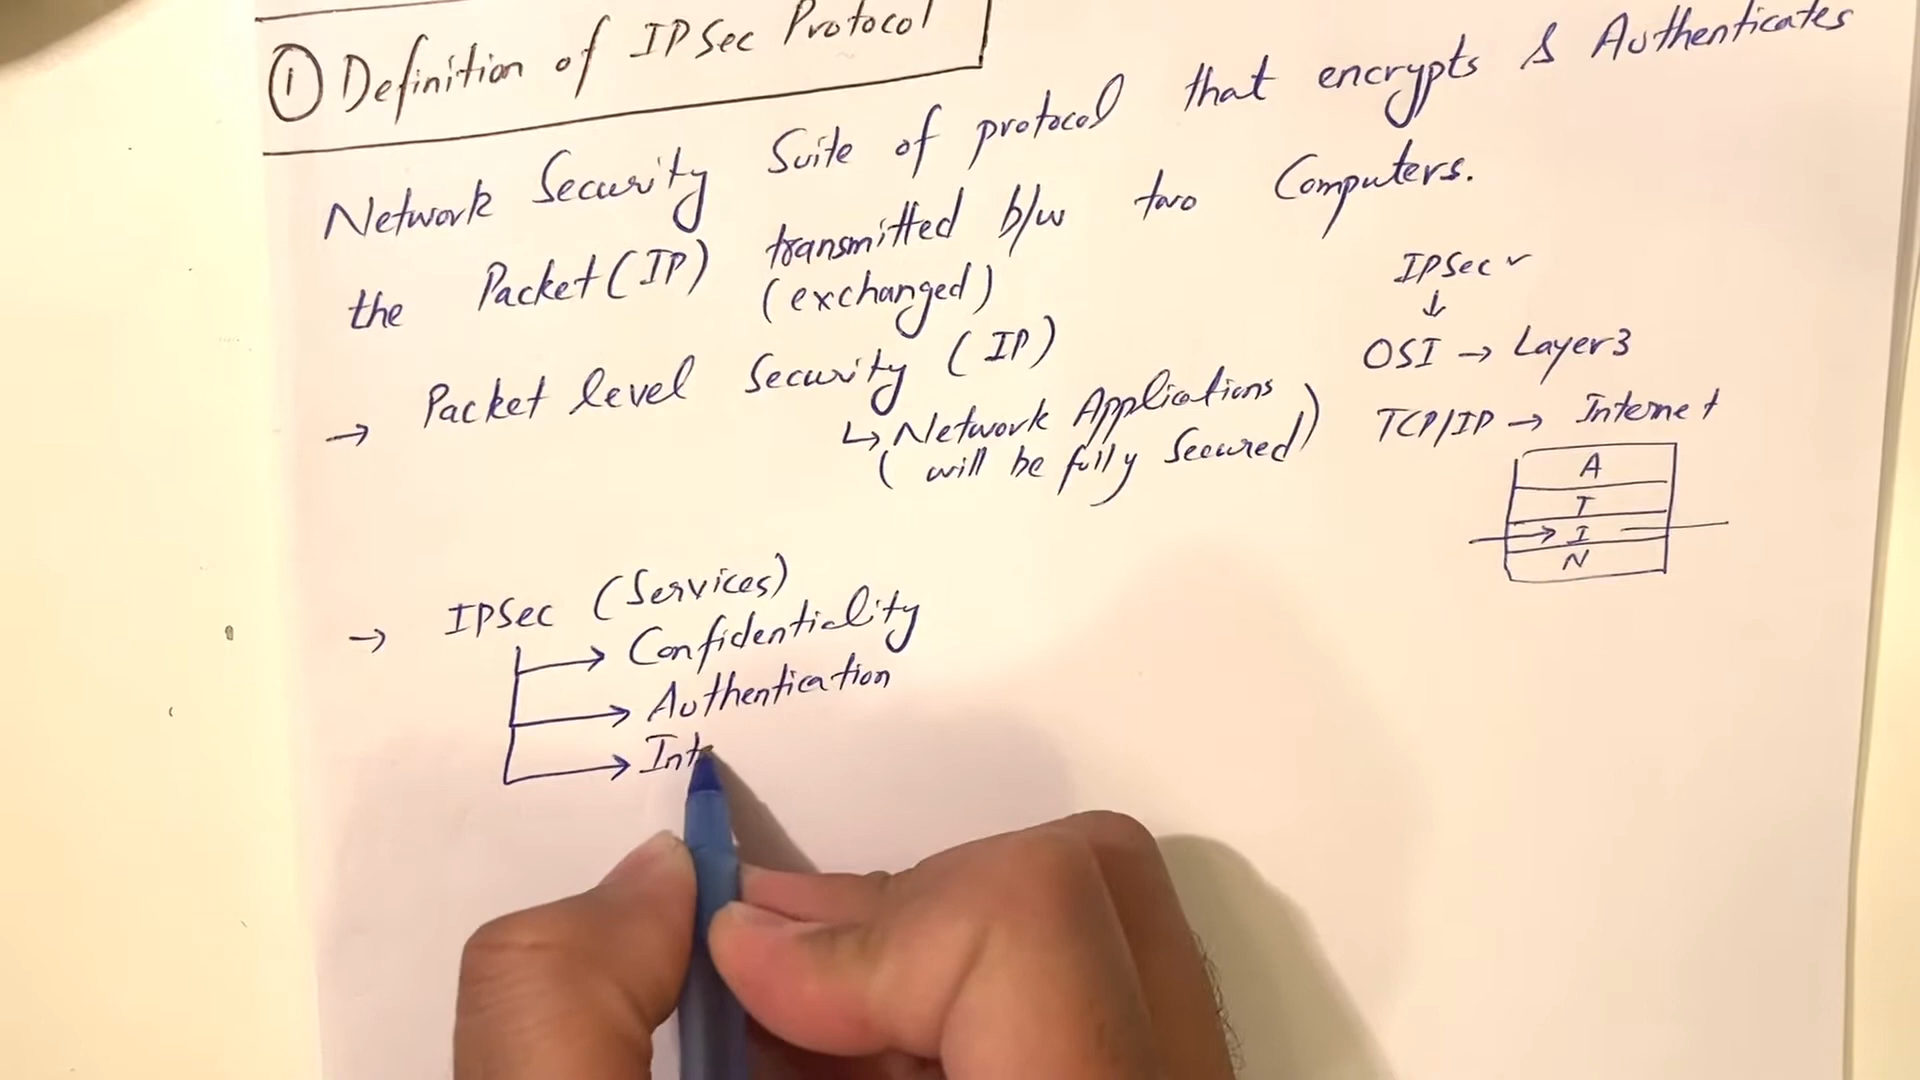 ① Definition of IPSec Protocol
Network Security Suite of protocol that encrypts & Authenticates
the Packet (IP) transmitted b/w two Computers.
(exchanged)
→ Packet level Security (IP)
↳ Network Appliations
( will be fully Secured )
IPSec ✓
↓
OSI → Layer3
TCP/IP → Internet
A
T
→ I
N
→ IPSec (Services)
→ Confidentiality
→ Authentication
→ Int